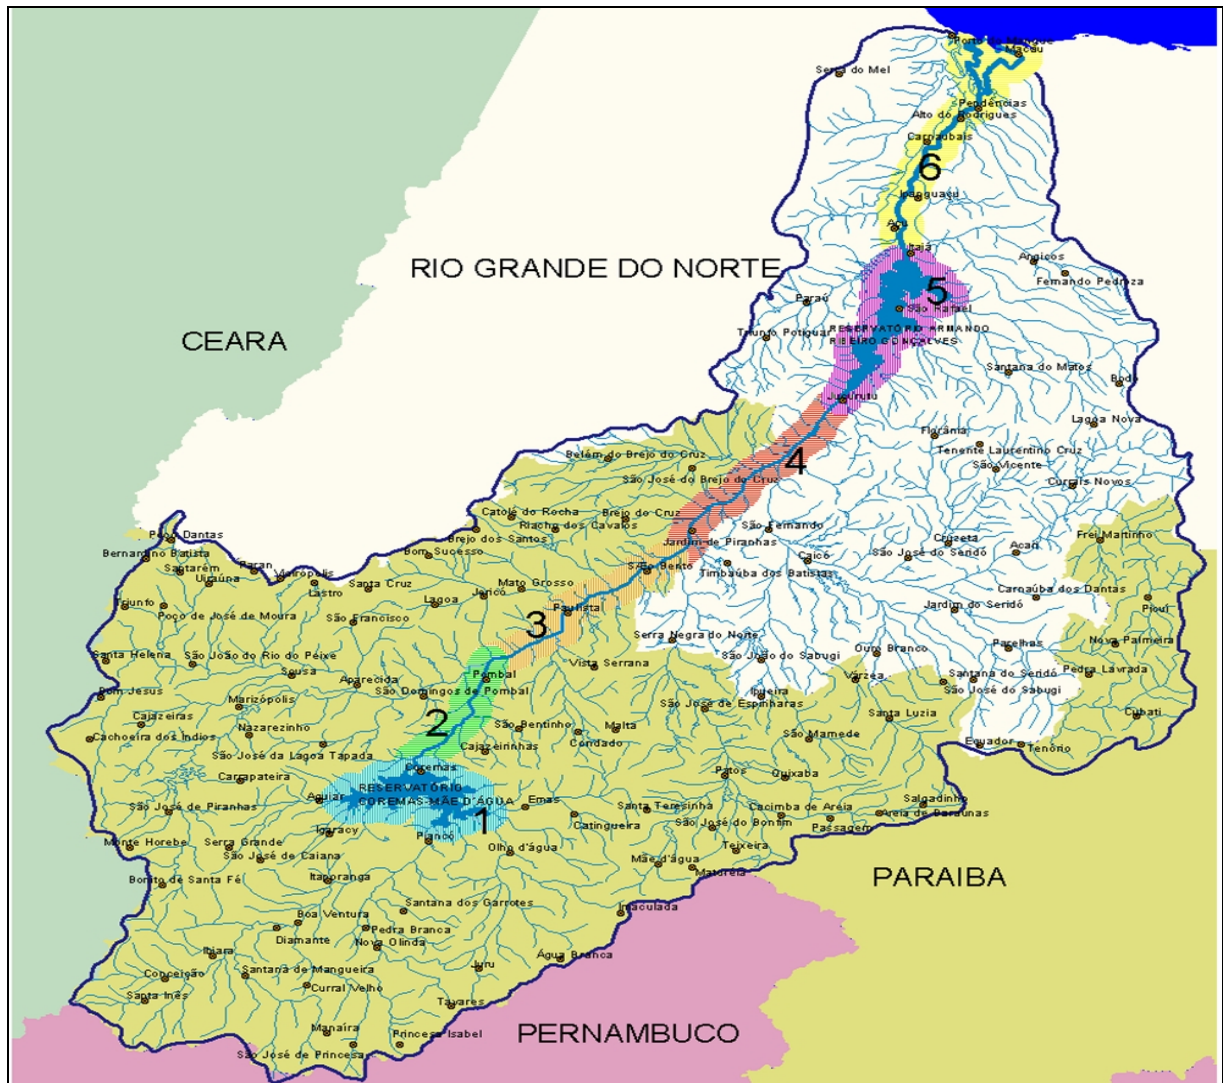 Porto do Mangue
Macau
Serra do Mel
Pendências
Alto do Rodrigues
Carnaubais
6
Ipanguaçu
Açu
Itajá
RIO GRANDE DO NORTE
Angicos
Fernando Pedroza
5
Paraú
São Rafael
CEARA
Triunfo Potiguar
RESERVATÓRIO ARMANDO
RIBEIRO GONÇALVES
Santana do Matos
Bodó
Jucurutu
Lagoa Nova
Florânia
Tenente Laurentino Cruz
Belém do Brejo do Cruz
4
São Vicente
São José do Brejo do Cruz
Currais Novos
Catolé do Rocha
Brejo do Cruz
Riacho dos Cavalos
São Fernando
Poço Dantas
Brejo dos Santos
Jardim de Piranhas
Cruzeta
Acari
Frei Martinho
Bernardino Batista
Bom Sucesso
São José do Seridó
Caicó
Santarém
Paran
Vieirópolis
São Bento
Timbaúba dos Batistas
Uiraúna
Lastro
Santa Cruz
Mato Grosso
Carnaúba dos Dantas
Triunfo
Lagoa
Jericó
Paulista
Jardim do Seridó
Picuí
Poço de José de Moura
São Francisco
3
Serra Negra do Norte
Parelhas
Nova Palmeira
Santa Helena
São João do Rio do Peixe
Vista Serrana
São João do Sabugi
Ouro Branco
Sousa
Aparecida
Pombal
Várzea
Santana do Seridó
Pedra Lavrada
Bom Jesus
São Domingos de Pombal
Ipueira
São José do Sabugi
Marizópolis
São José de Espinharas
Cajazeiras
2
São Bentinho
Malta
Santa Luzia
Cubati
Cachoeira dos Índios
Nazarezinho
Condado
São Mamede
Equador
Tenório
São José da Lagoa Tapada
Cajazeirinhas
Coremas
Carrapateira
Patos
Quixaba
RESERVATÓRIO
COREMAS-MÃE D'ÁGUA
Aguiar
Emas
São José de Piranhas
1
Santa Teresinha
Cacimba de Areia
Salgadinho
Areia de Baraúnas
Catingueira
São José do Bonfim
Passagem
Igaracy
Piancó
Monte Horebe
Serra Grande
Olho d'água
Teixeira
São José de Caiana
Mãe d'água
Maturéia
Bonito de Santa Fé
Itaporanga
PARAIBA
Santana dos Garrotes
Imaculada
Boa Ventura
Pedra Branca
Diamante
Nova Olinda
Ibiara
Água Branca
Conceição
Santana de Mangueira
Juru
Santa Inês
Curral Velho
Tavares
Manaíra
Princesa Isabel
PERNAMBUCO
São José de Princesa